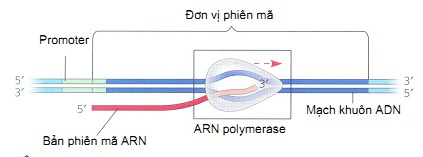 Đơn vị phiên mã
Promoter
5′ 3′
3′ 3′ 5′
5′
Mạch khuôn ADN
Bản phiên mã ARN
ARN polymerase